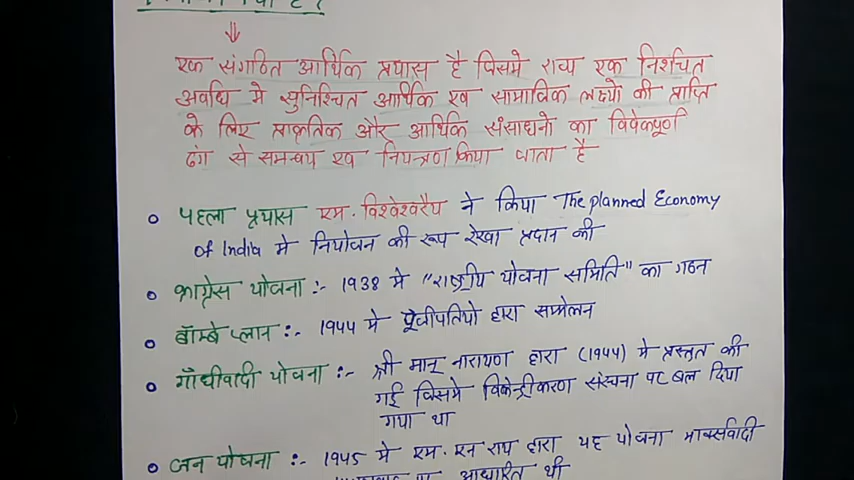 एक संगठित आर्थिक प्रयास है जिसमे राज्य एक निश्चित
अवधि मे सुनिश्चित आर्थिक एव सामाजिक लक्ष्यो की प्राप्ति
के लिए प्राकृतिक और आर्थिक संसाधनो का विवेकपूर्ण
ढंग से समन्वय एव नियन्त्रण किया जाता है
पहला प्रयास एम. विश्वेश्वरैय ने किया The planned Economy
of India मे नियोजन की रूप रेखा प्रदान की
काग्रेस योजना :- 1938 मे "राष्ट्रीय योजना समिति" का गठन
बॉम्बे प्लान :- 1944 मे पूंजीपतियो द्वारा सम्मेलन
गाँधीवादी योजना :- श्री मानू नारायण द्वारा (1944) मे प्रस्तुत की
गई जिसमे विकेन्द्रीकरण संरचना पर बल दिया
गया था
जन योजना :- 1945 मे एम. एन राय द्वारा यह योजना मार्क्सवादी
आधारित थी